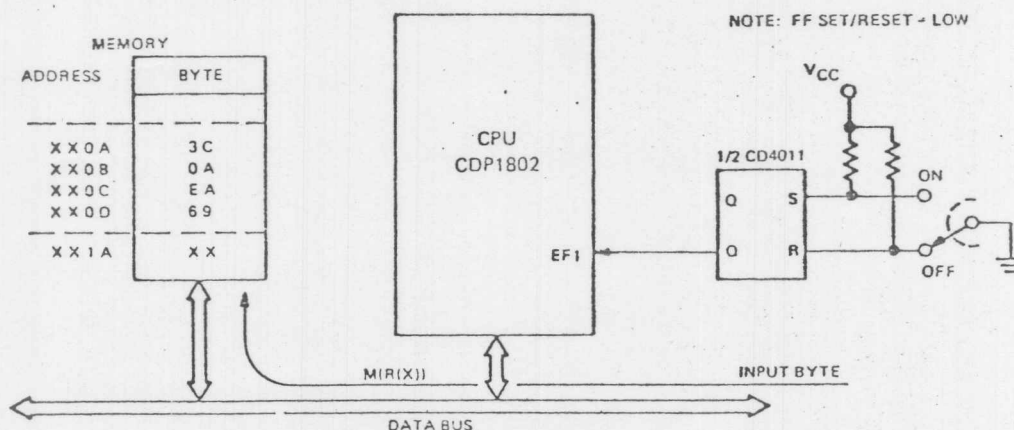 NOTE: FF SET/RESET - LOW
MEMORY
ADDRESS
BYTE
XX0A 3C
XX0B 0A
XX0C EA
XX0D 69
XX1A XX
CPU
CDP1802
EF1
VCC
1/2 CD4011
Q S
Q R
ON
OFF
M(R(X))
INPUT BYTE
DATA BUS